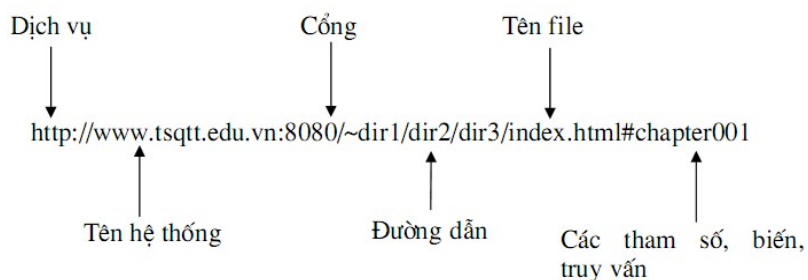 Dịch vụ Cổng Tên file
http://www.tsqtt.edu.vn:8080/~dir1/dir2/dir3/index.html#chapter001
Tên hệ thống Đường dẫn Các tham số, biến,
truy vấn